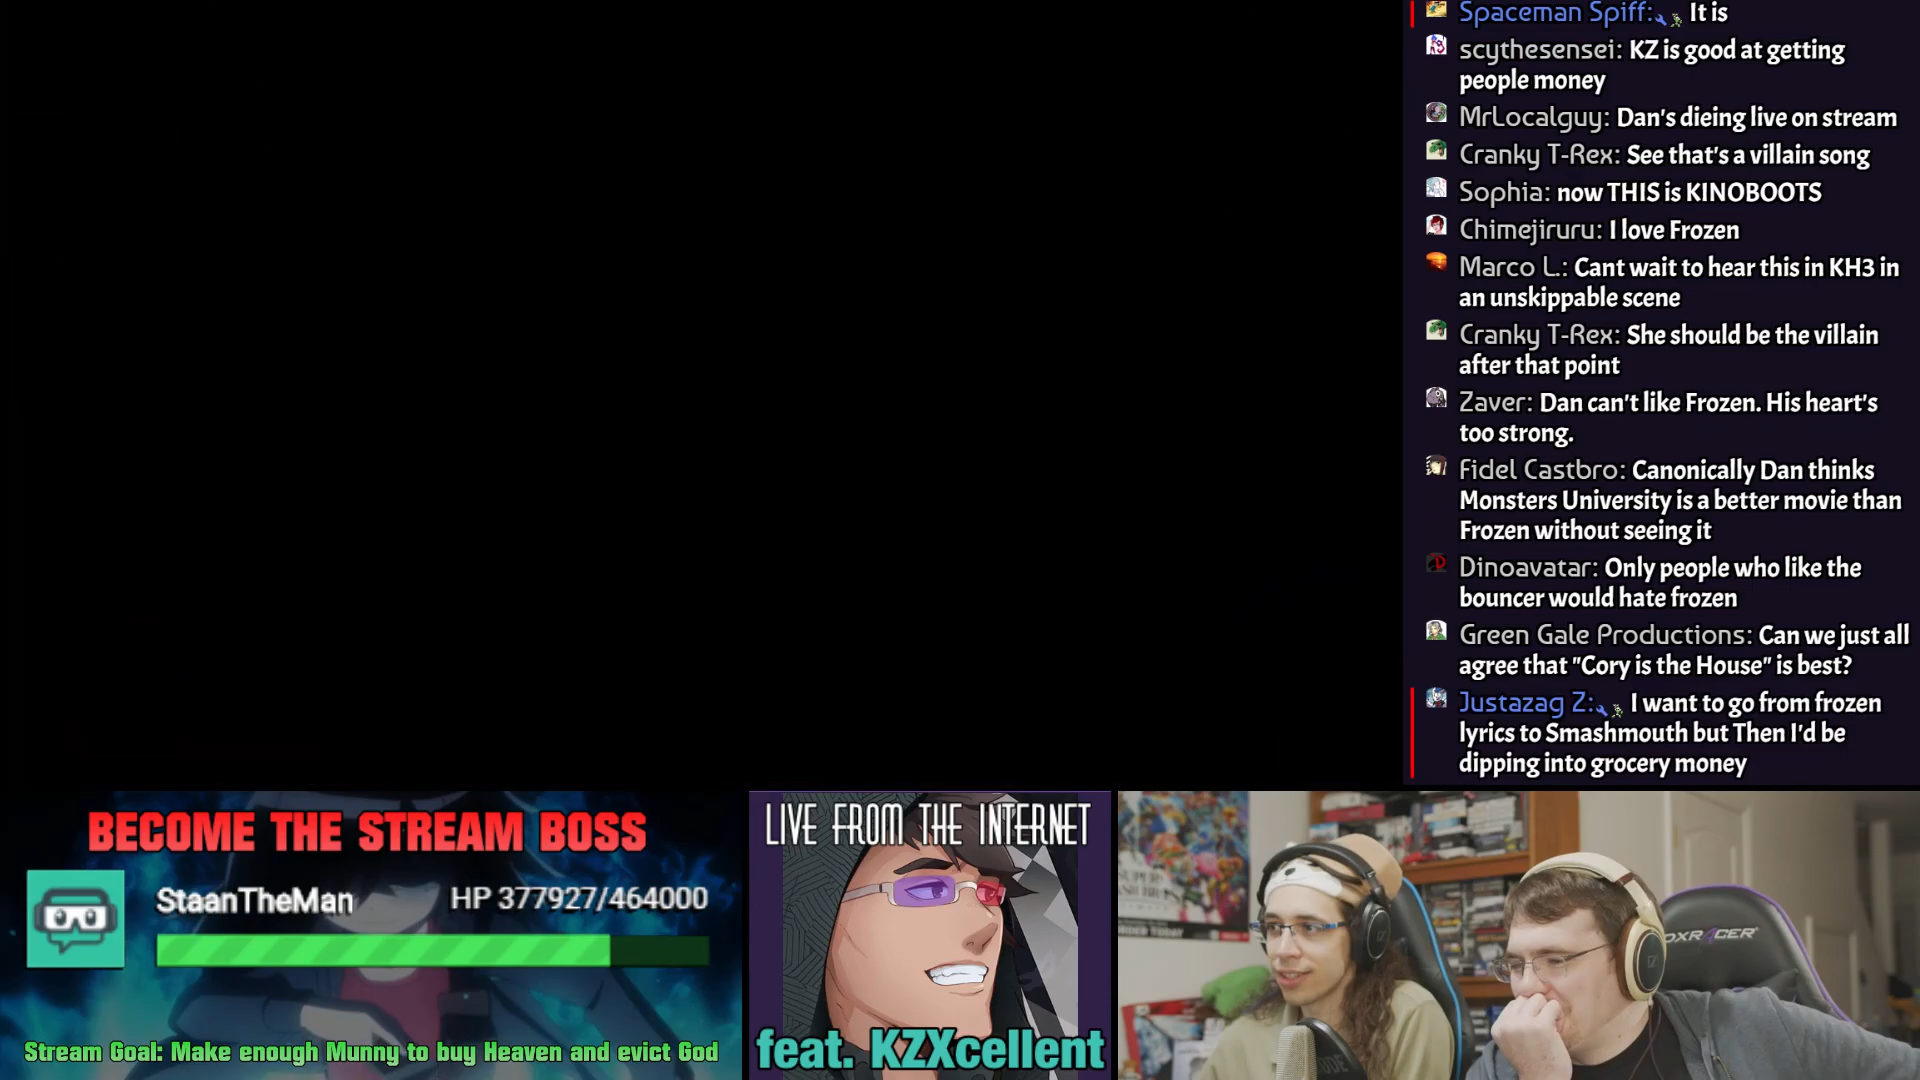 Spaceman Spiff: It is
scythesensei: KZ is good at getting
people money
MrLocalguy: Dan's dieing live on stream
Cranky T-Rex: See that's a villain song
Sophia: now THIS is KINOBOOTS
Chimejiruru: I love Frozen
Marco L.: Cant wait to hear this in KH3 in
an unskippable scene
Cranky T-Rex: She should be the villain
after that point
Zaver: Dan can't like Frozen. His heart's
too strong.
Fidel Castbro: Canonically Dan thinks
Monsters University is a better movie than
Frozen without seeing it
Dinoavatar: Only people who like the
bouncer would hate frozen
Green Gale Productions: Can we just all
agree that "Cory is the House" is best?
Justazag Z: I want to go from frozen
lyrics to Smashmouth but Then I'd be
dipping into grocery money
BECOME THE STREAM BOSS
StaanTheMan HP 377927/464000
Stream Goal: Make enough Munny to buy Heaven and evict God
LIVE FROM THE INTERNET
feat. KZXcellent
DXRACER